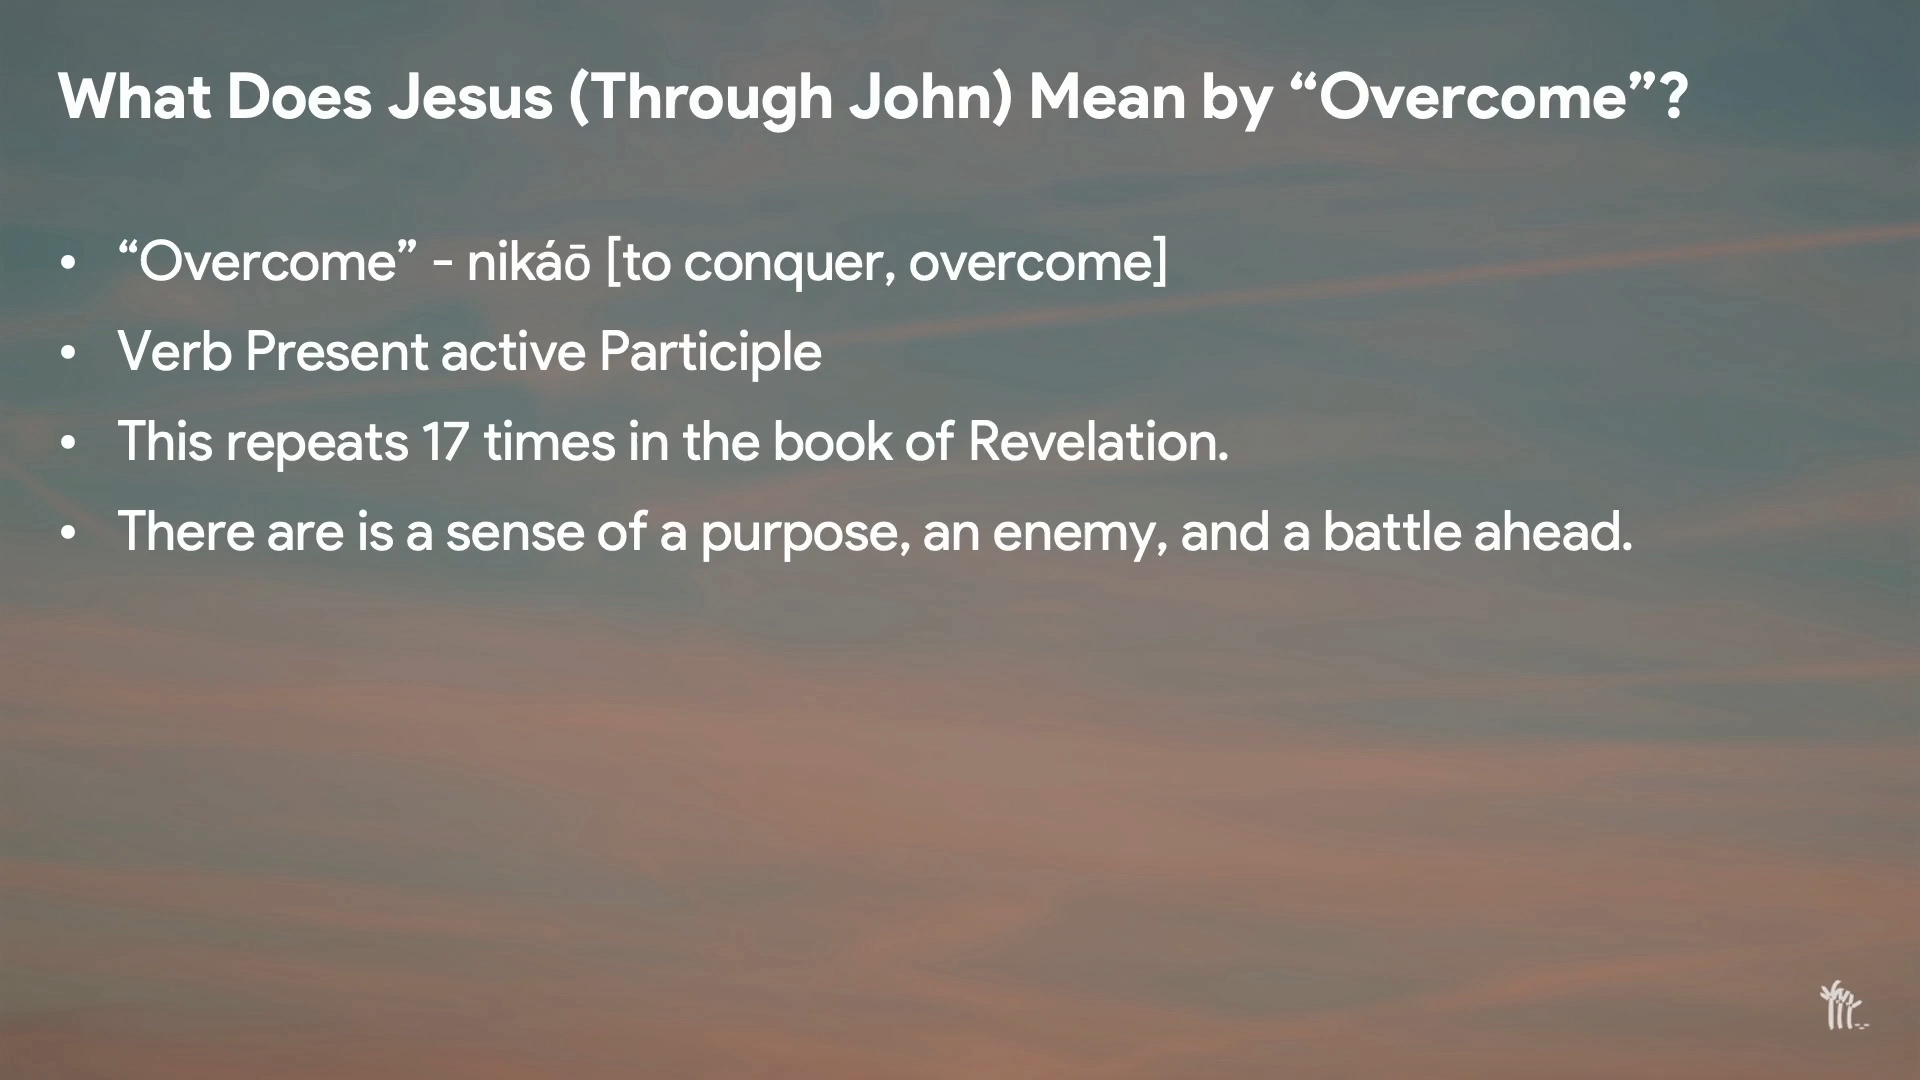 What Does Jesus (Through John) Mean by “Overcome”?
• “Overcome” - nikáō [to conquer, overcome]
• Verb Present active Participle
• This repeats 17 times in the book of Revelation.
• There are is a sense of a purpose, an enemy, and a battle ahead.